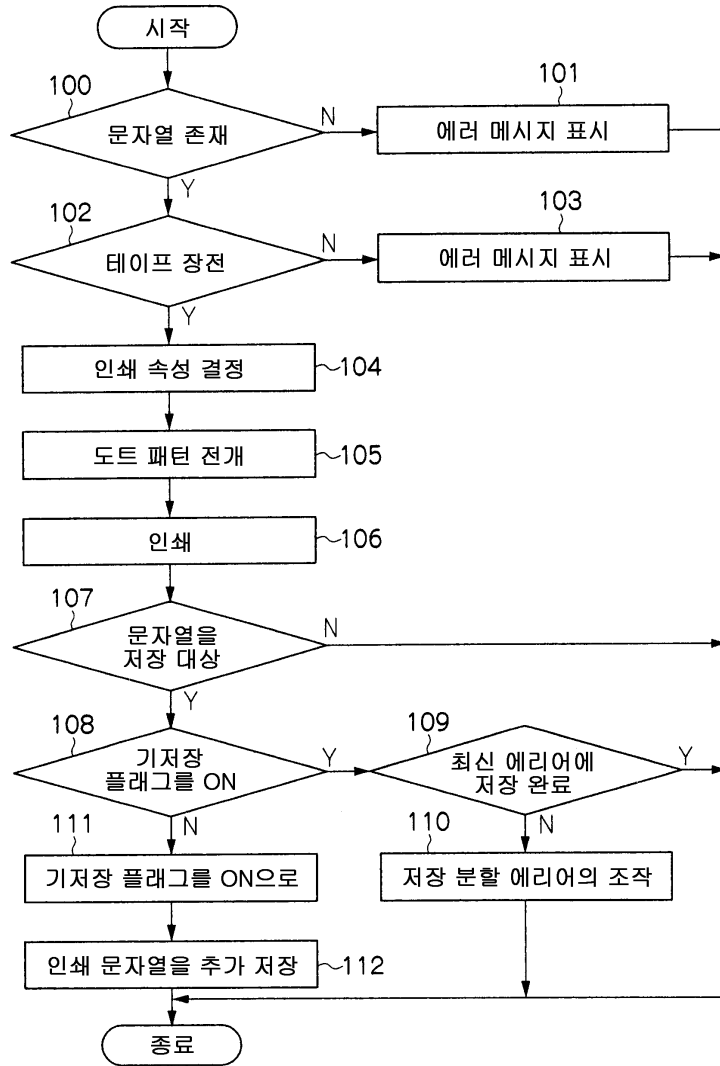 시작
100
문자열 존재
N
101
에러 메시지 표시
Y
102
테이프 장전
N
103
에러 메시지 표시
Y
인쇄 속성 결정
104
도트 패턴 전개
105
인쇄
106
107
문자열을
저장 대상
N
Y
108
기저장
플래그를 ON
Y
109
최신 에리어에
저장 완료
Y
N
N
111
기저장 플래그를 ON으로
110
저장 분할 에리어의 조작
인쇄 문자열을 추가 저장
112
종료